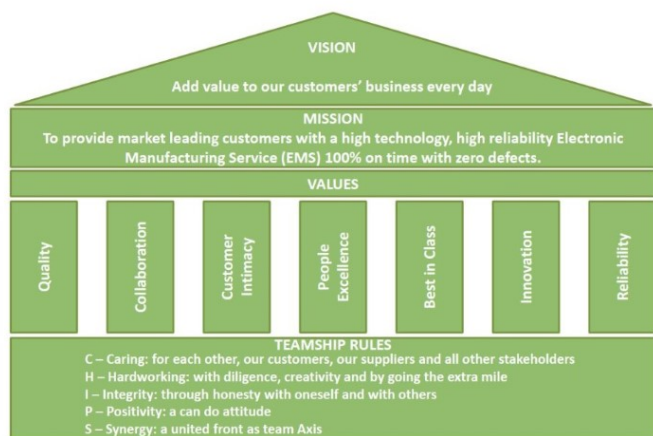 VISION
Add value to our customers' business every day
MISSION
To provide market leading customers with a high technology, high reliability Electronic
Manufacturing Service (EMS) 100% on time with zero defects.
VALUES
Quality
Collaboration
Customer
Intimacy
People
Excellence
Best in Class
Innovation
Reliability
TEAMSHIP RULES
C – Caring: for each other, our customers, our suppliers and all other stakeholders
H – Hardworking: with diligence, creativity and by going the extra mile
I – Integrity: through honesty with oneself and with others
P – Positivity: a can do attitude
S – Synergy: a united front as team Axis